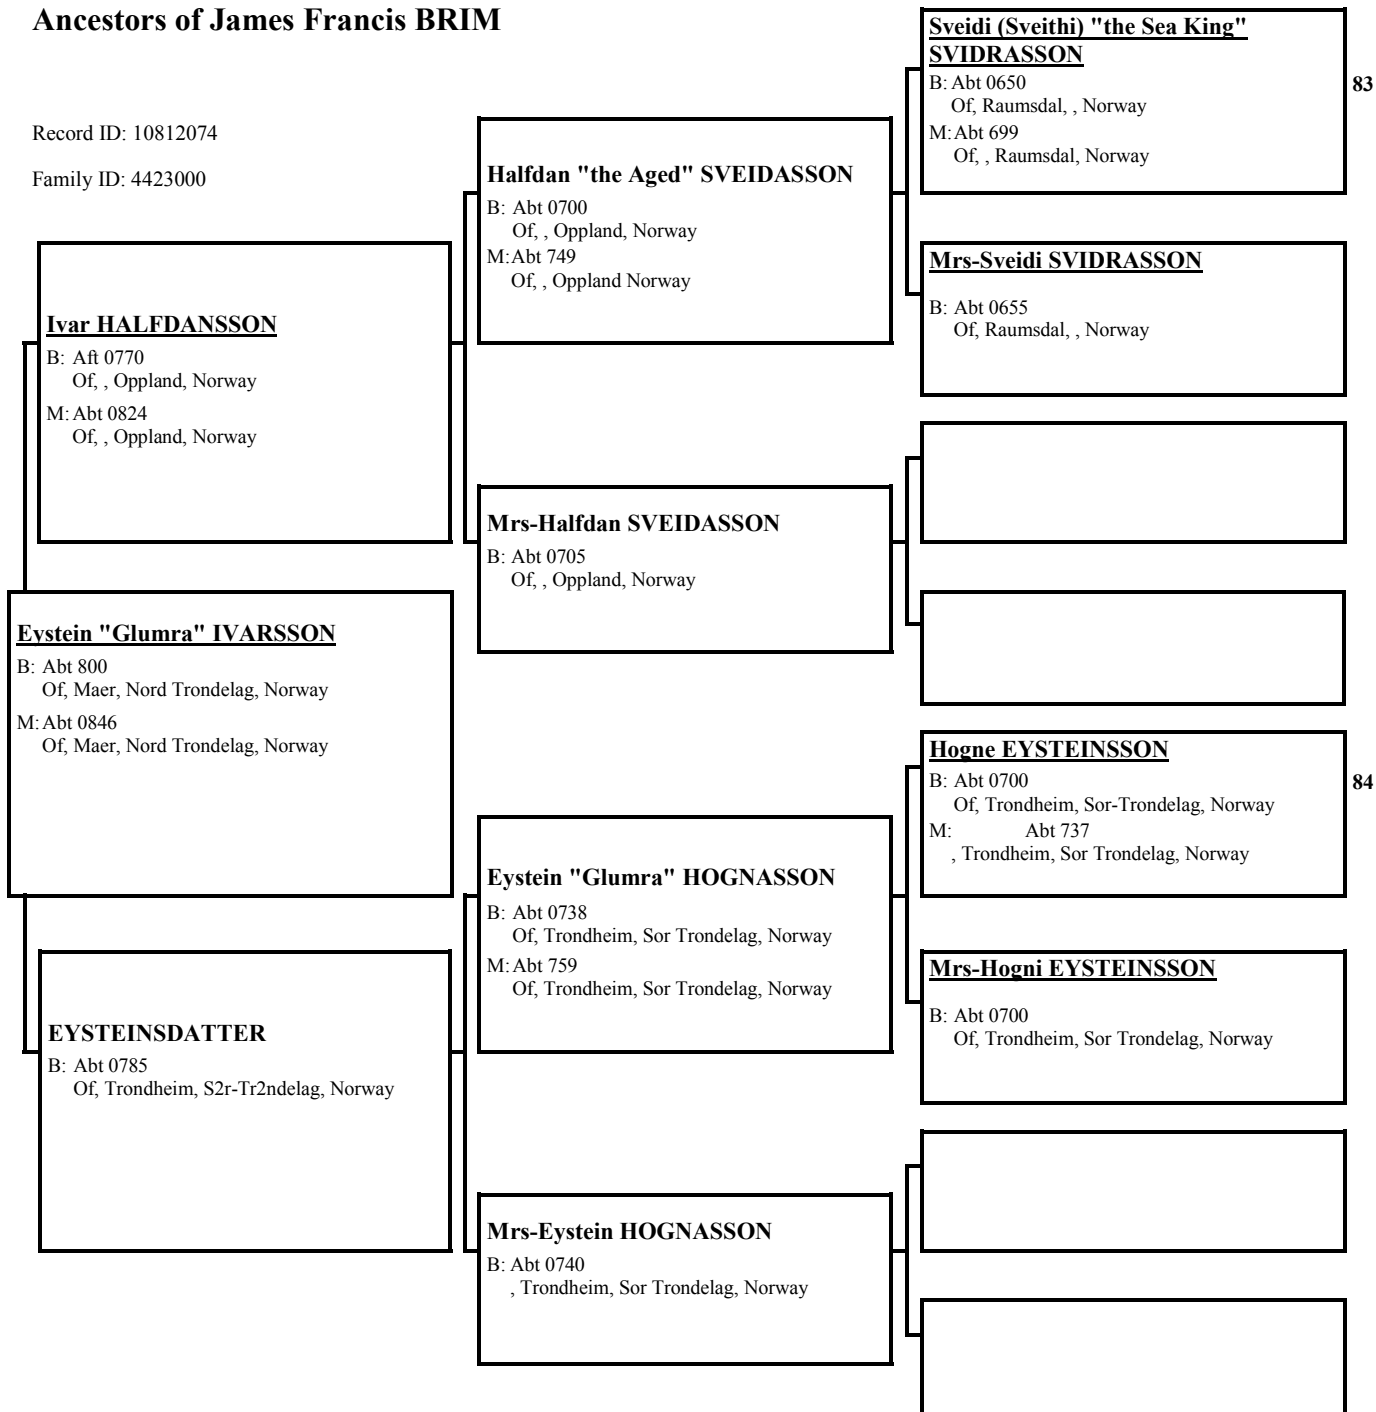 Ancestors of James Francis BRIM
Record ID: 10812074
Family ID: 4423000
Ivar HALFDANSSON
B: Aft 0770
Of, , Oppland, Norway
M: Abt 0824
Of, , Oppland, Norway
Eystein "Glumra" IVARSSON
B: Abt 800
Of, Maer, Nord Trondelag, Norway
M: Abt 0846
Of, Maer, Nord Trondelag, Norway
EYSTEINSDATTER
B: Abt 0785
Of, Trondheim, S2r-Tr2ndelag, Norway
Halfdan "the Aged" SVEIDASSON
B: Abt 0700
Of, , Oppland, Norway
M: Abt 749
Of, , Oppland Norway
Mrs-Halfdan SVEIDASSON
B: Abt 0705
Of, , Oppland, Norway
Eystein "Glumra" HOGNASSON
B: Abt 0738
Of, Trondheim, Sor Trondelag, Norway
M: Abt 759
Of, Trondheim, Sor Trondelag, Norway
Mrs-Eystein HOGNASSON
B: Abt 0740
, Trondheim, Sor Trondelag, Norway
Sveidi (Sveithi) "the Sea King"
SVIDRASSON
B: Abt 0650
Of, Raumsdal, , Norway
M: Abt 699
Of, , Raumsdal, Norway
83
Mrs-Sveidi SVIDRASSON
B: Abt 0655
Of, Raumsdal, , Norway
Hogne EYSTEINSSON
B: Abt 0700
Of, Trondheim, Sor-Trondelag, Norway
M: Abt 737
, Trondheim, Sor Trondelag, Norway
84
Mrs-Hogni EYSTEINSSON
B: Abt 0700
Of, Trondheim, Sor Trondelag, Norway